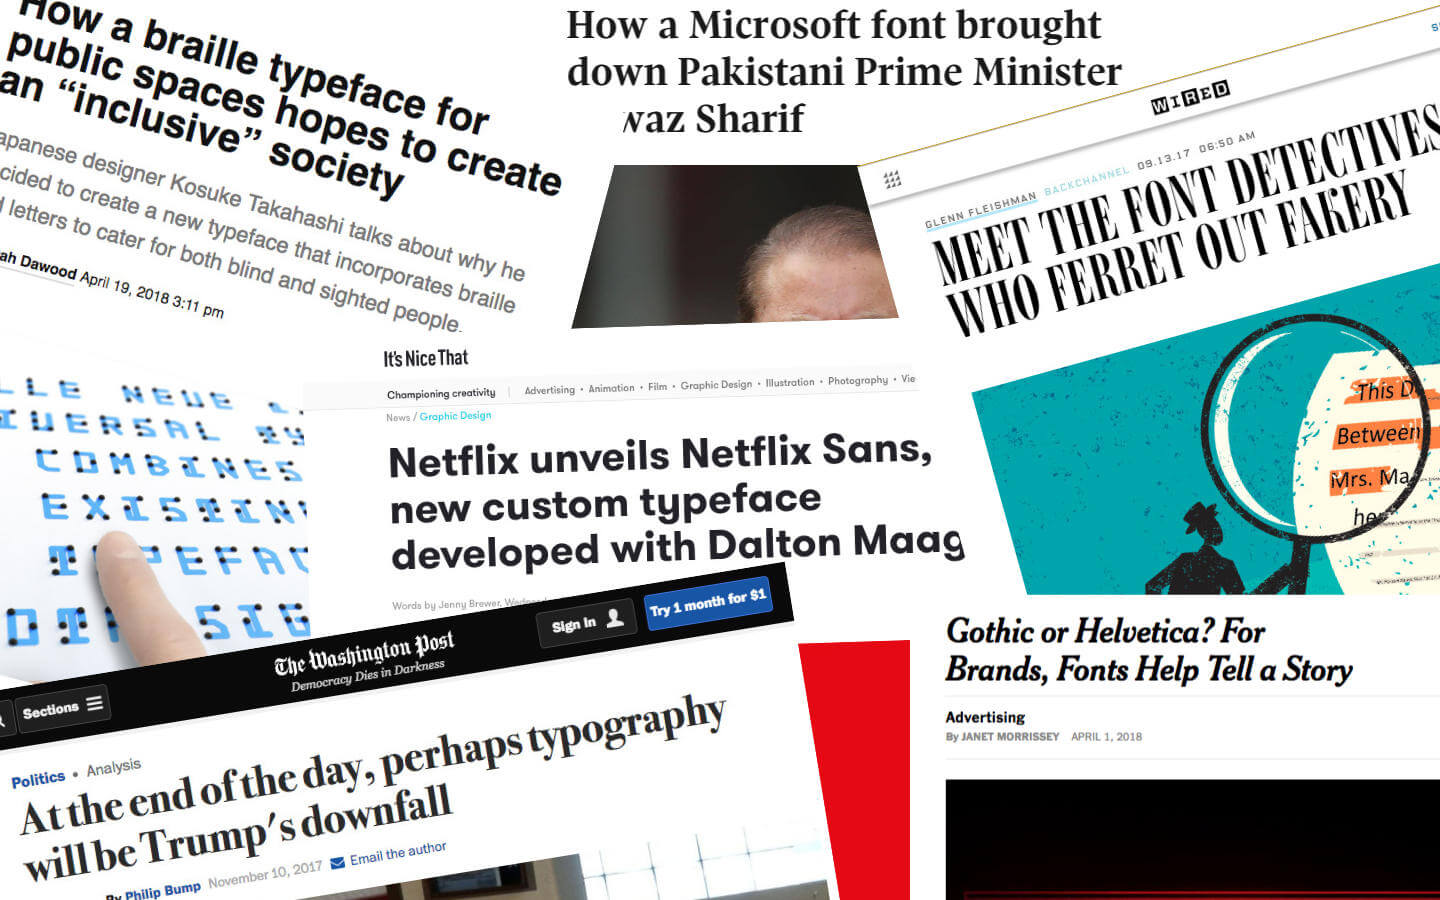 How a braille typeface for
public spaces hopes to create
an “inclusive” society
Japanese designer Kosuke Takahashi talks about why he
decided to create a new typeface that incorporates braille
letters to cater for both blind and sighted people.
Dawood April 19, 2018 3:11 pm
NEUE
COMBINES
How a Microsoft font brought
down Pakistani Prime Minister
Sharif
WIRED
GLENN FLEISHMAN BACKCHANNEL 09.13.17 06:50 AM
MEET THE FONT DETECTIVES
WHO FERRET OUT FAKERY
This D
Between
Mrs. Ma
her
It's Nice That
Championing creativity | Advertising • Animation • Film • Graphic Design • Illustration • Photography • Vie
News / Graphic Design
Netflix unveils Netflix Sans,
new custom typeface
developed with Dalton Maag
Words by Jenny Brewer,
Sections
The Washington Post
Democracy Dies in Darkness
Sign In
Try 1 month for $1
Politics • Analysis
At the end of the day, perhaps typography
will be Trump's downfall
By Philip Bump November 10, 2017 Email the author
Gothic or Helvetica? For
Brands, Fonts Help Tell a Story
Advertising
By JANET MORRISSEY APRIL 1, 2018